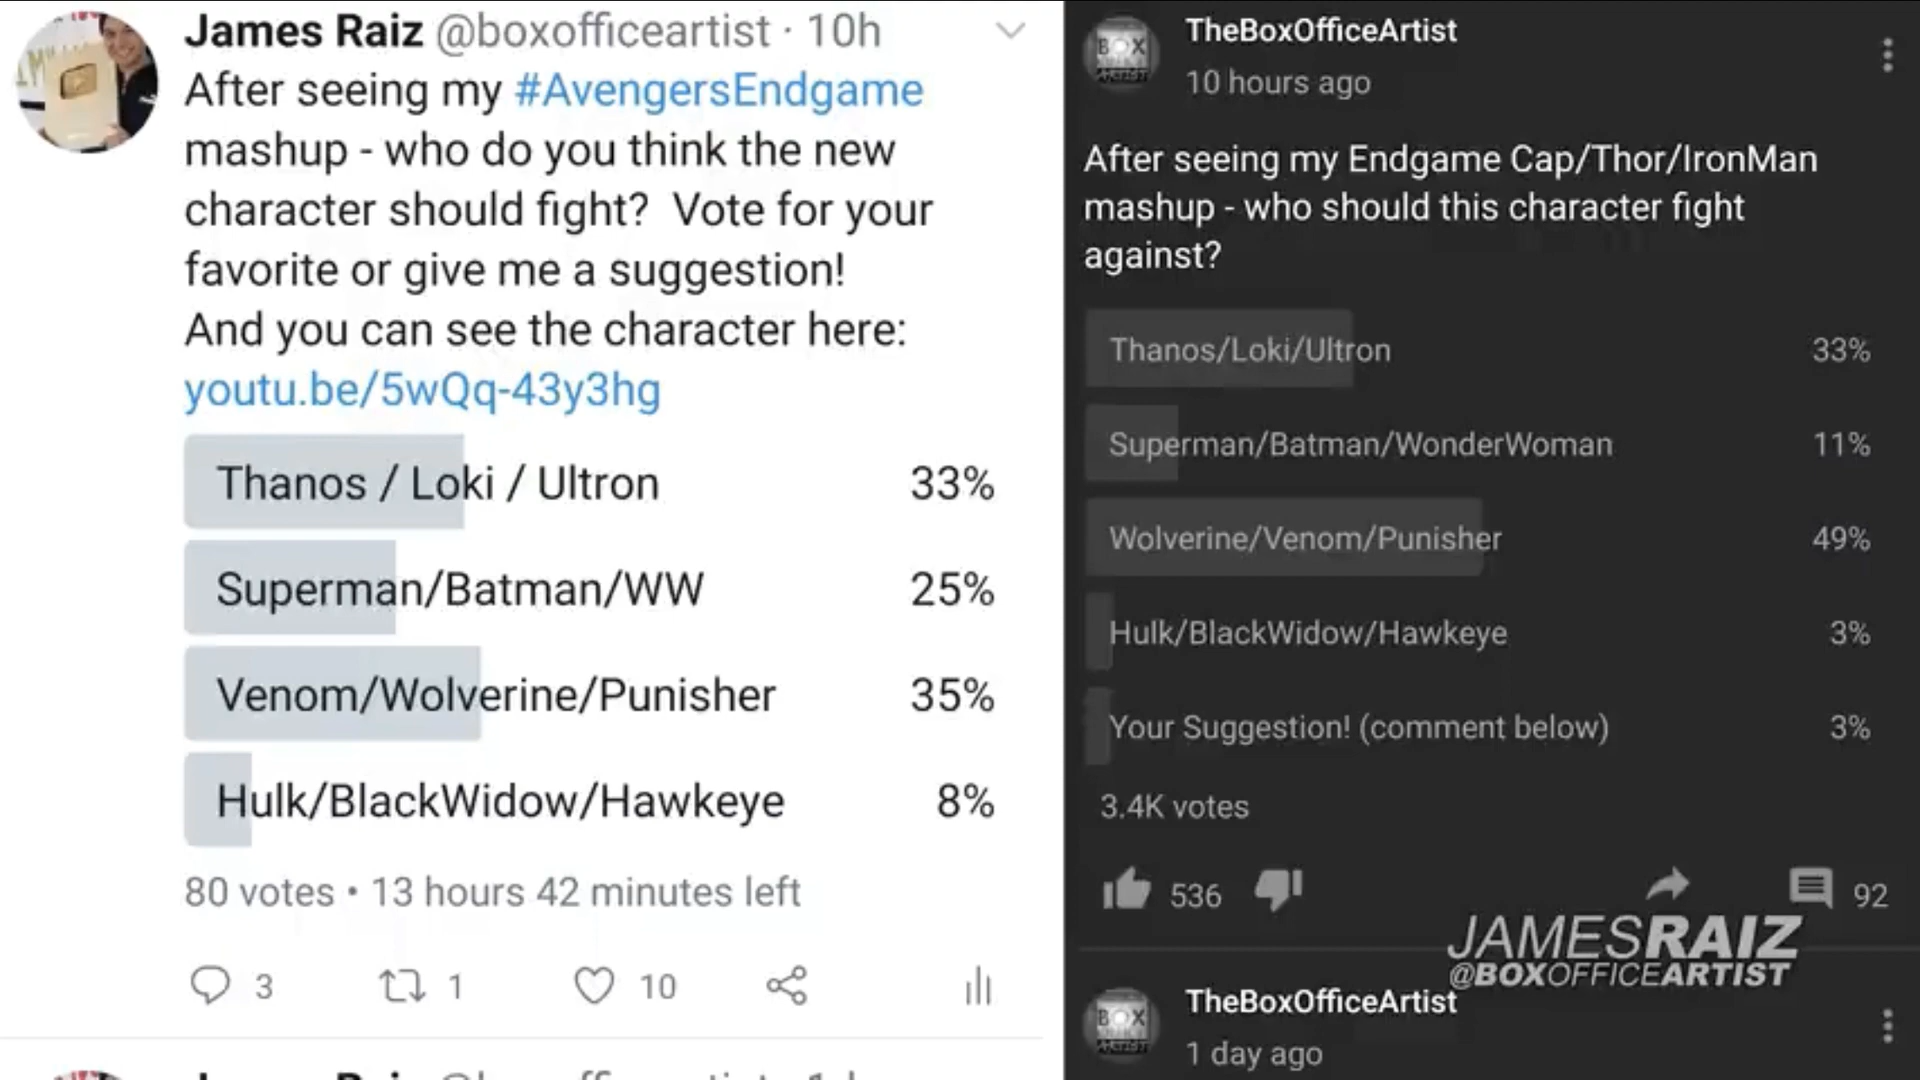 James Raiz @boxofficeartist · 10h
After seeing my #AvengersEndgame
mashup - who do you think the new
character should fight?  Vote for your
favorite or give me a suggestion!
And you can see the character here:
youtu.be/5wQq-43y3hg
Thanos / Loki / Ultron 33%
Superman/Batman/WW 25%
Venom/Wolverine/Punisher 35%
Hulk/BlackWidow/Hawkeye 8%
80 votes • 13 hours 42 minutes left
3 1 10
TheBoxOfficeArtist
10 hours ago
After seeing my Endgame Cap/Thor/IronMan
mashup - who should this character fight
against?
Thanos/Loki/Ultron 33%
Superman/Batman/WonderWoman 11%
Wolverine/Venom/Punisher 49%
Hulk/BlackWidow/Hawkeye 3%
Your Suggestion! (comment below) 3%
3.4K votes
536 92
JAMESRAIZ
@BOXOFFICEARTIST
TheBoxOfficeArtist
1 day ago